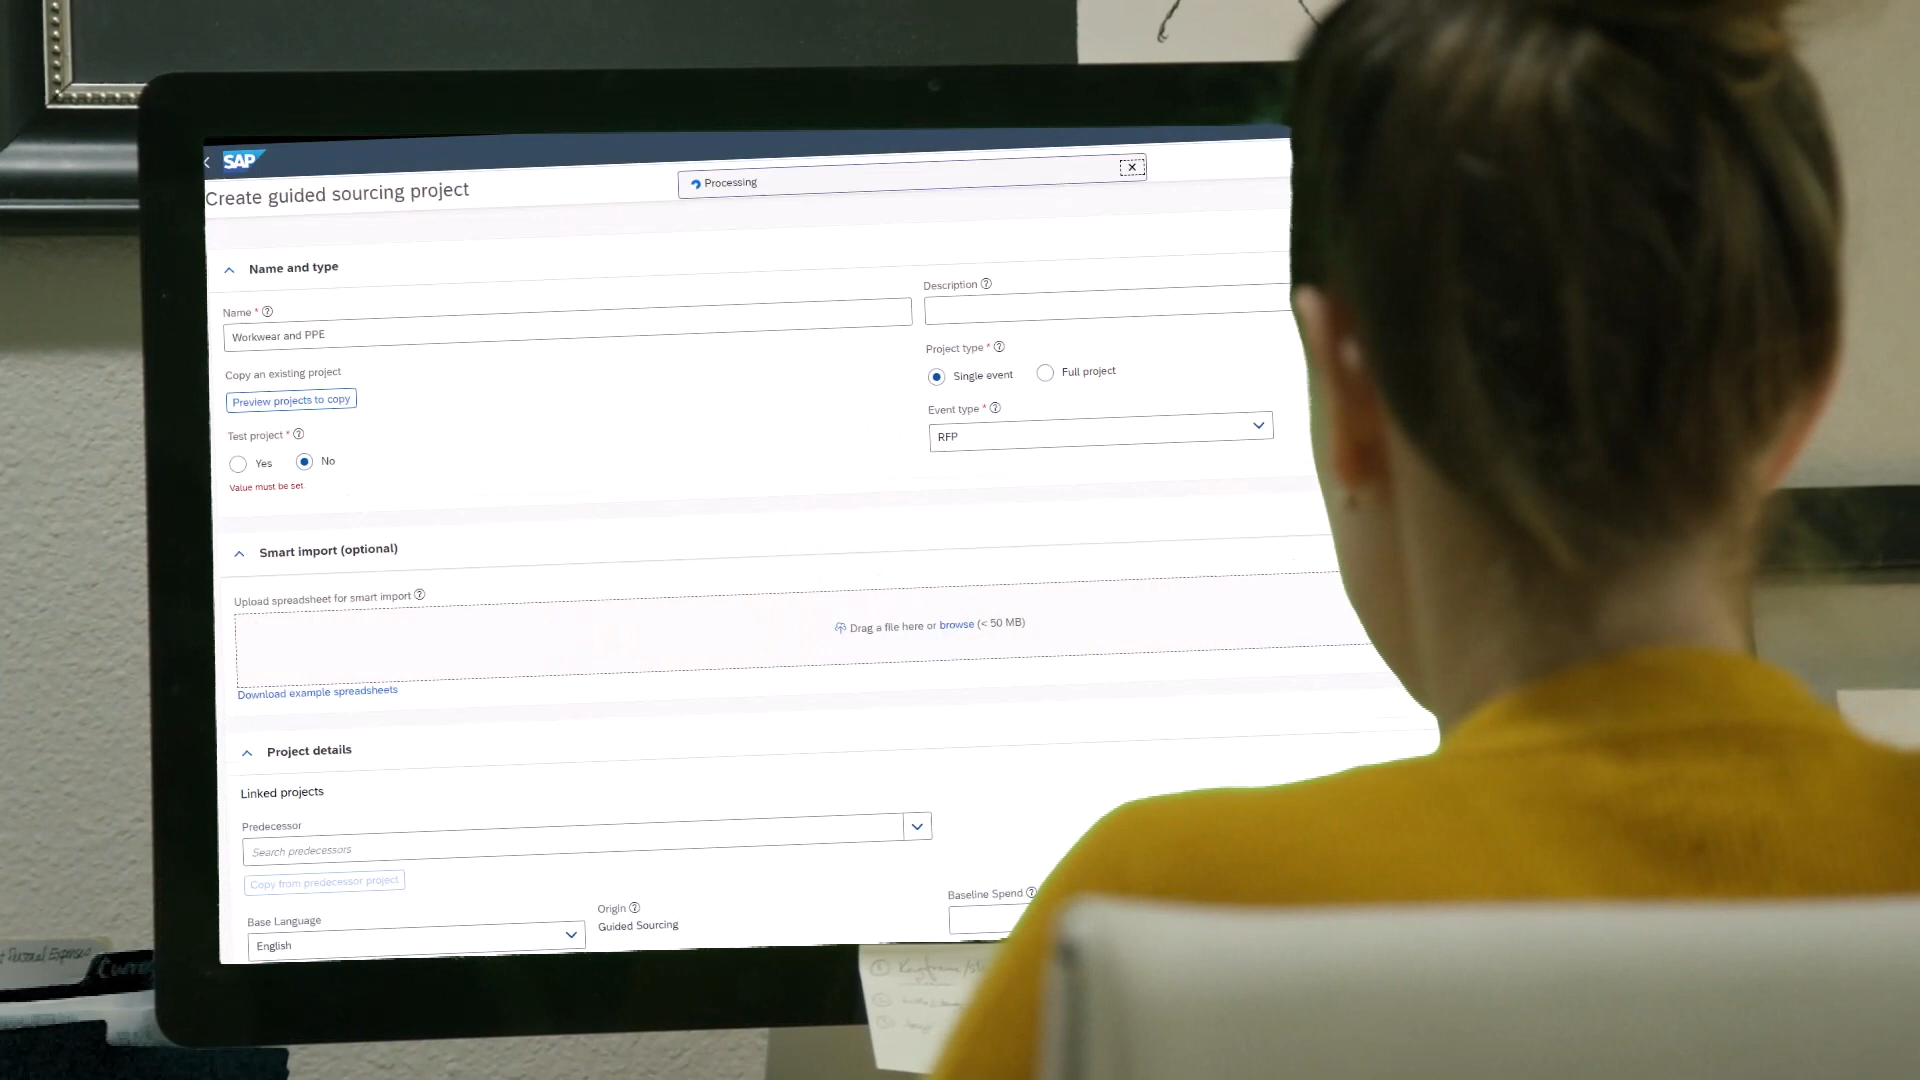 SAP
Create guided sourcing project
Processing
Name and type
Name *
Workwear and PPE
Description
Copy an existing project
Preview projects to copy
Project type *
Single event
Full project
Test project *
Yes
No
Value must be set
Event type *
RFP
Smart import (optional)
Upload spreadsheet for smart import
Drag a file here or browse (< 50 MB)
Download example spreadsheets
Project details
Linked projects
Predecessor
Search predecessors
Copy from predecessor project
Base Language
English
Origin
Guided Sourcing
Baseline Spend